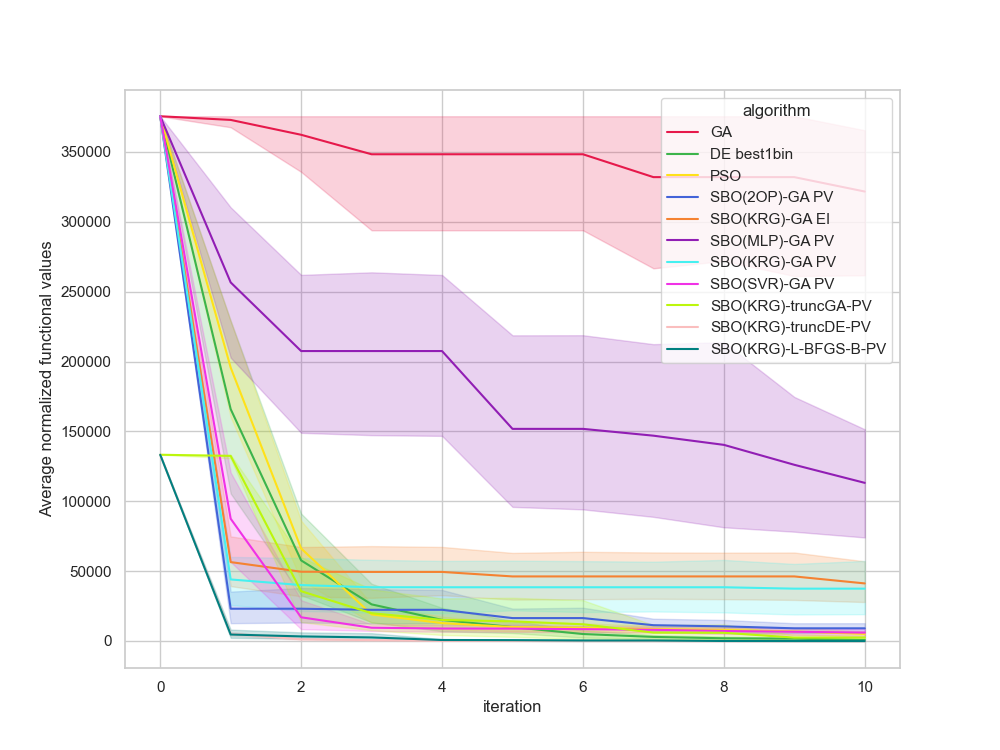 algorithm
GA
DE best1bin
PSO
SBO(2OP)-GA PV
SBO(KRG)-GA EI
SBO(MLP)-GA PV
SBO(KRG)-GA PV
SBO(SVR)-GA PV
SBO(KRG)-truncGA-PV
SBO(KRG)-truncDE-PV
SBO(KRG)-L-BFGS-B-PV
Average normalized functional values
350000
300000
250000
200000
150000
100000
50000
0
0 2 4 6 8 10
iteration